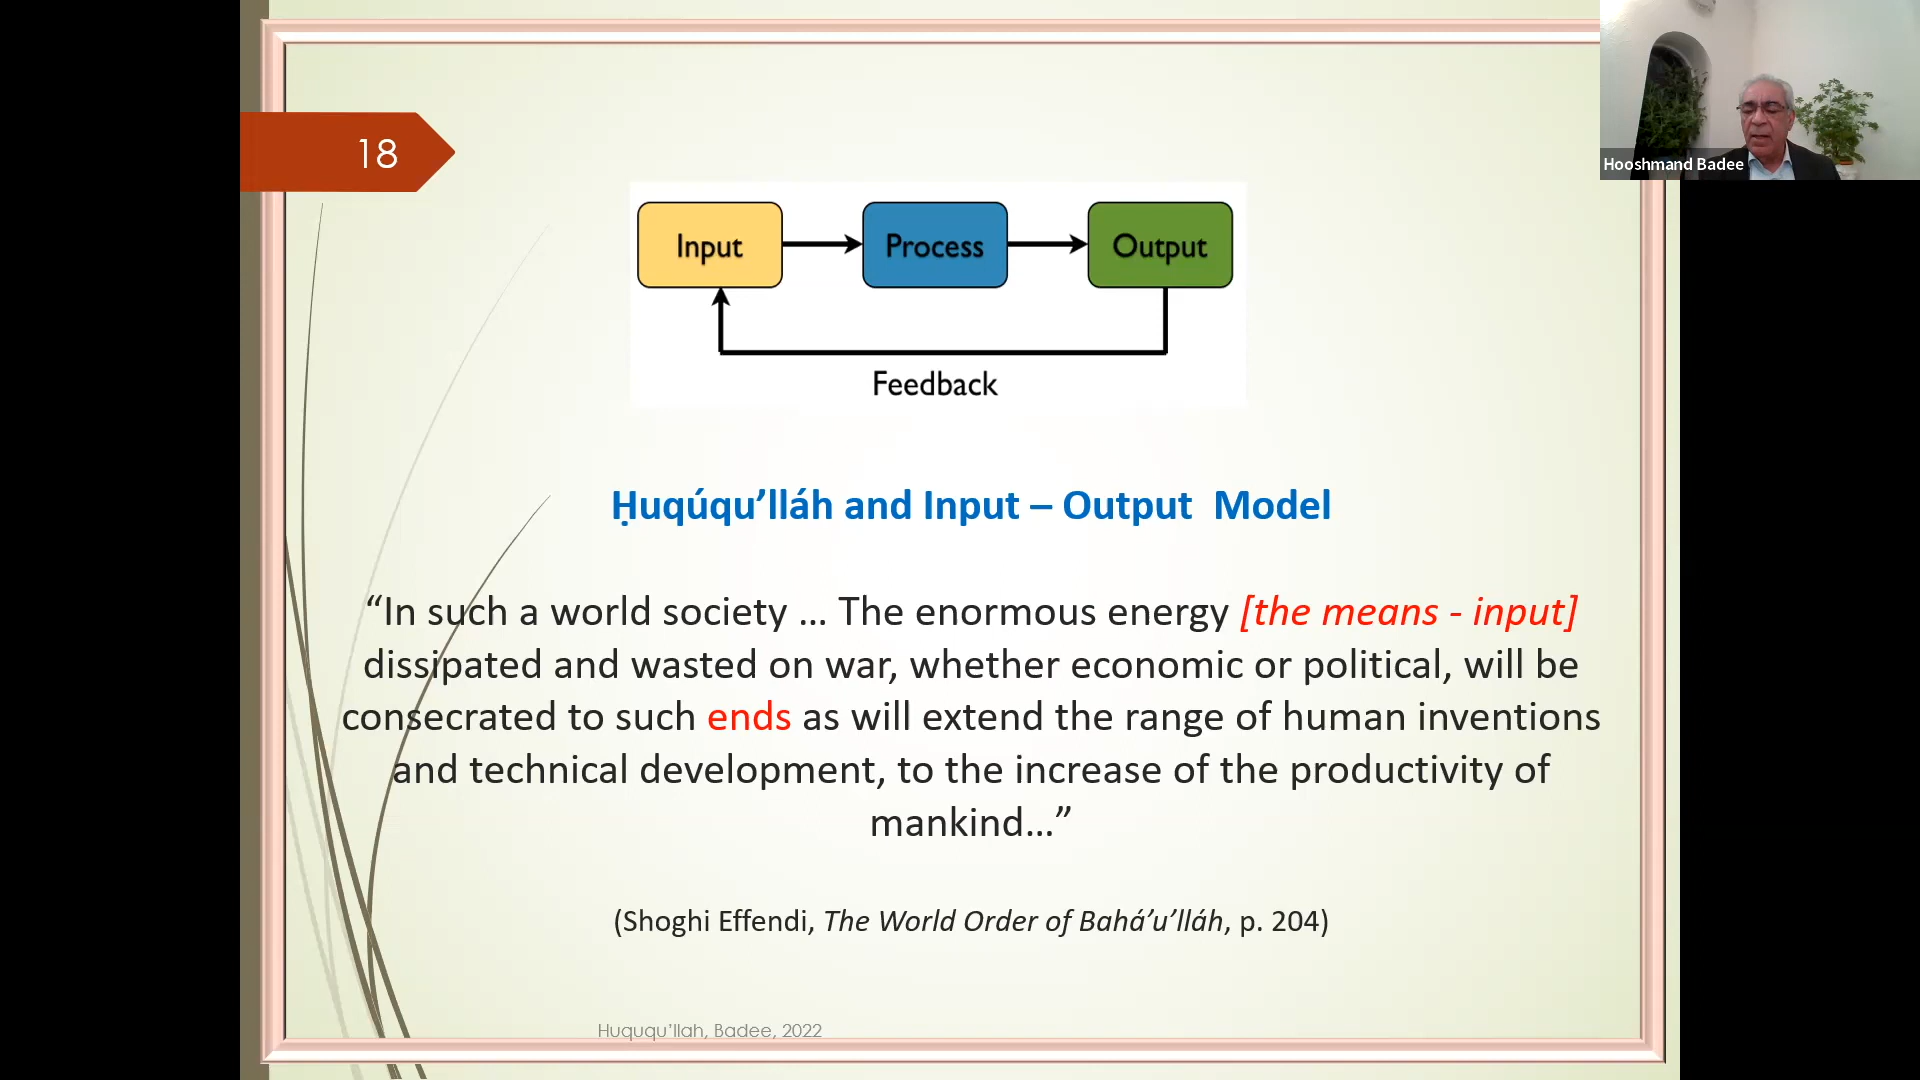 18
Hooshmand Badee
Input
Process
Output
Feedback
Ḥuqúqu’lláh and Input – Output Model
“In such a world society ... The enormous energy [the means - input]
dissipated and wasted on war, whether economic or political, will be
consecrated to such ends as will extend the range of human inventions
and technical development, to the increase of the productivity of
mankind...”
(Shoghi Effendi, The World Order of Bahá’u’lláh, p. 204)
Huququ’llah, Badee, 2022